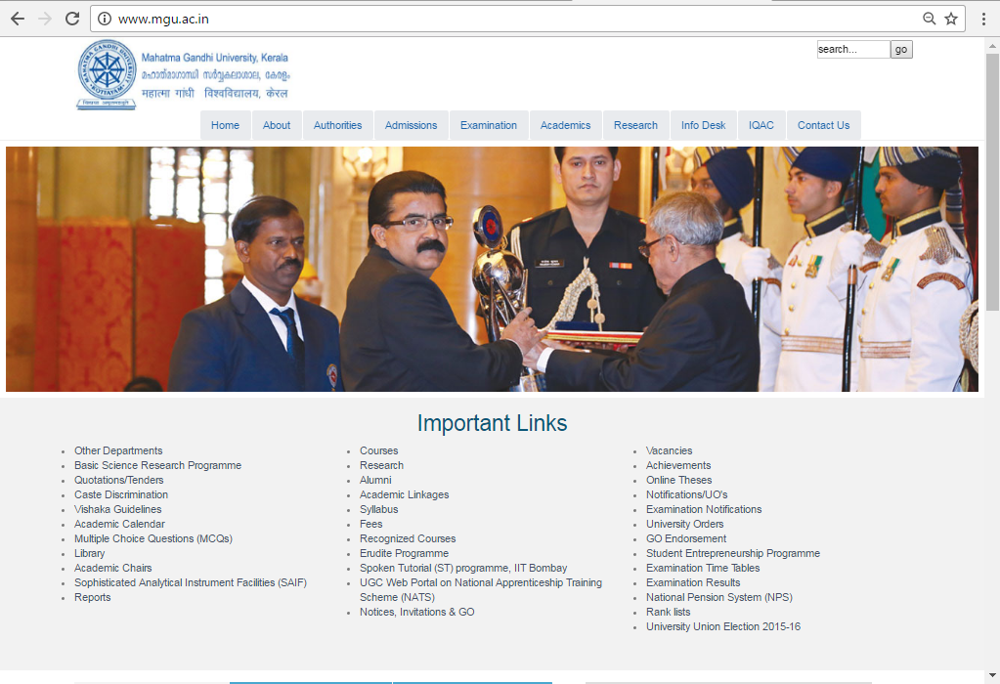 www.mgu.ac.in
search...
go
Mahatma Gandhi University, Kerala
മഹാത്മാഗാന്ധി സർവ്വകലാശാല, കേരളം
महात्मा गांधी विश्वविद्यालय, केरल
Home
About
Authorities
Admissions
Examination
Academics
Research
Info Desk
IQAC
Contact Us
Important Links
Other Departments
Basic Science Research Programme
Quotations/Tenders
Caste Discrimination
Vishaka Guidelines
Academic Calendar
Multiple Choice Questions (MCQs)
Library
Academic Chairs
Sophisticated Analytical Instrument Facilities (SAIF)
Reports
Courses
Research
Alumni
Academic Linkages
Syllabus
Fees
Recognized Courses
Erudite Programme
Spoken Tutorial (ST) programme, IIT Bombay
UGC Web Portal on National Apprenticeship Training
Scheme (NATS)
Notices, Invitations & GO
Vacancies
Achievements
Online Theses
Notifications/UO's
Examination Notifications
University Orders
GO Endorsement
Student Entrepreneurship Programme
Examination Time Tables
Examination Results
National Pension System (NPS)
Rank lists
University Union Election 2015-16